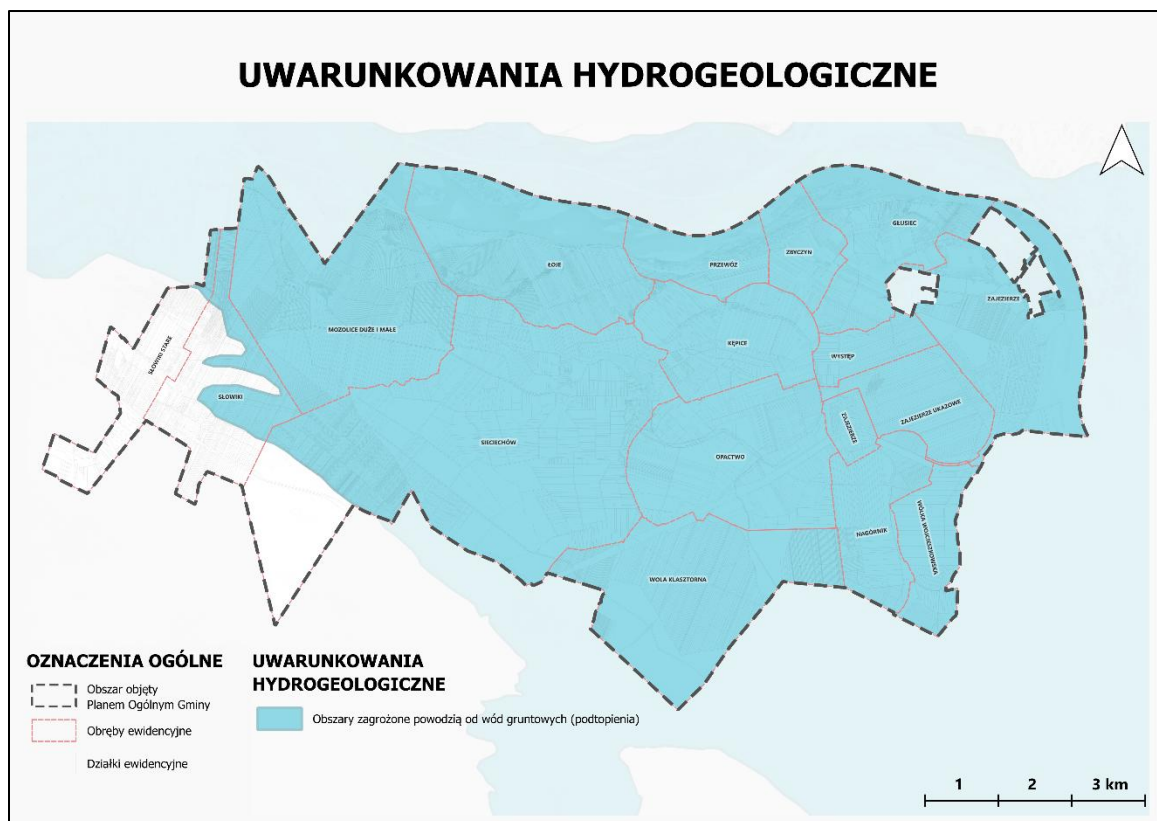 UWARUNKOWANIA HYDROGEOLOGICZNE
GŁUSIEC
ZBYCZYN
ŁOJE
PRZEWÓZ
ZAJEZIERZE
MOZOLICE DUŻE I MAŁE
KĘPICE
SŁOWIKI STARE
WYSTĘP
SŁOWIKI
ZAJEZIERZE UKAZOWE
ZAJEZIERZE
SIECIECHÓW
OPACTWO
NAGÓRNIK
WÓLKA WOJCIESZKOWSKA
WOLA KLASZTORNA
OZNACZENIA OGÓLNE
Obszar objęty
Planem Ogólnym Gminy
Obręby ewidencyjne
Działki ewidencyjne
UWARUNKOWANIA
HYDROGEOLOGICZNE
Obszary zagrożone powodzią od wód gruntowych (podtopienia)
1 2 3 km